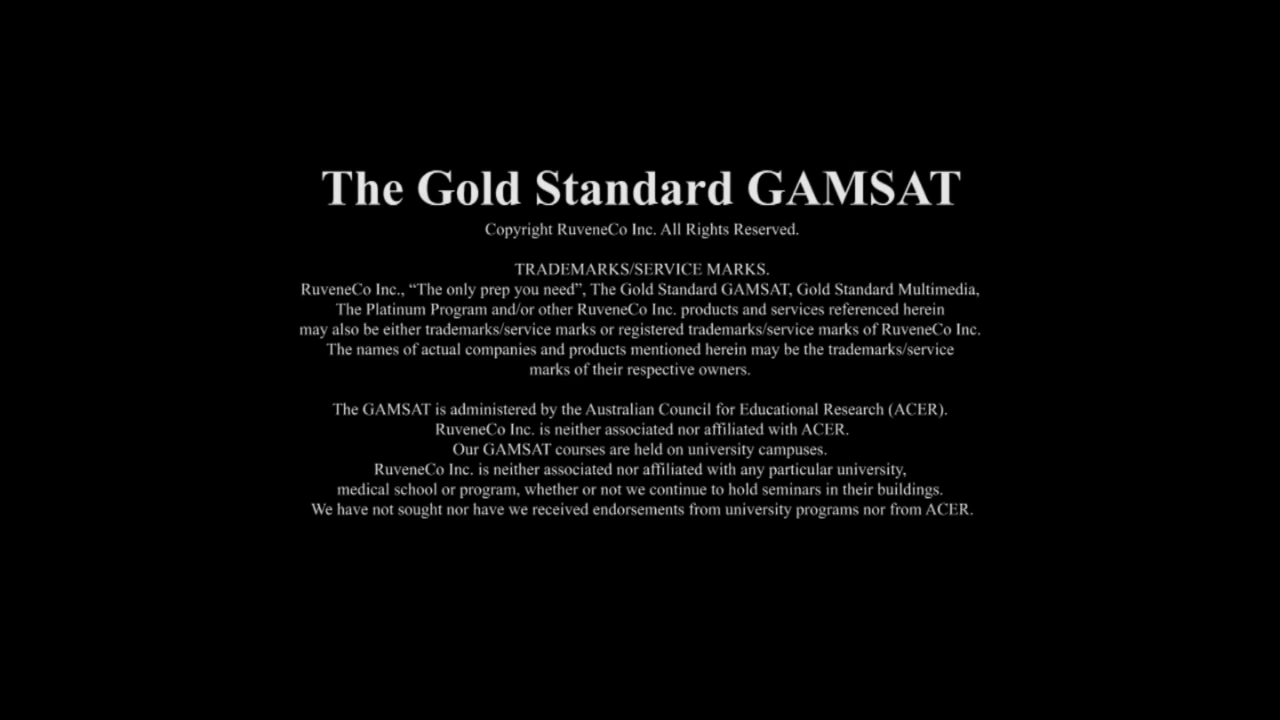 The Gold Standard GAMSAT
Copyright RuveneCo Inc. All Rights Reserved.
TRADEMARKS/SERVICE MARKS.
RuveneCo Inc., “The only prep you need”, The Gold Standard GAMSAT, Gold Standard Multimedia,
The Platinum Program and/or other RuveneCo Inc. products and services referenced herein
may also be either trademarks/service marks or registered trademarks/service marks of RuveneCo Inc.
The names of actual companies and products mentioned herein may be the trademarks/service
marks of their respective owners.
The GAMSAT is administered by the Australian Council for Educational Research (ACER).
RuveneCo Inc. is neither associated nor affiliated with ACER.
Our GAMSAT courses are held on university campuses.
RuveneCo Inc. is neither associated nor affiliated with any particular university,
medical school or program, whether or not we continue to hold seminars in their buildings.
We have not sought nor have we received endorsements from university programs nor from ACER.